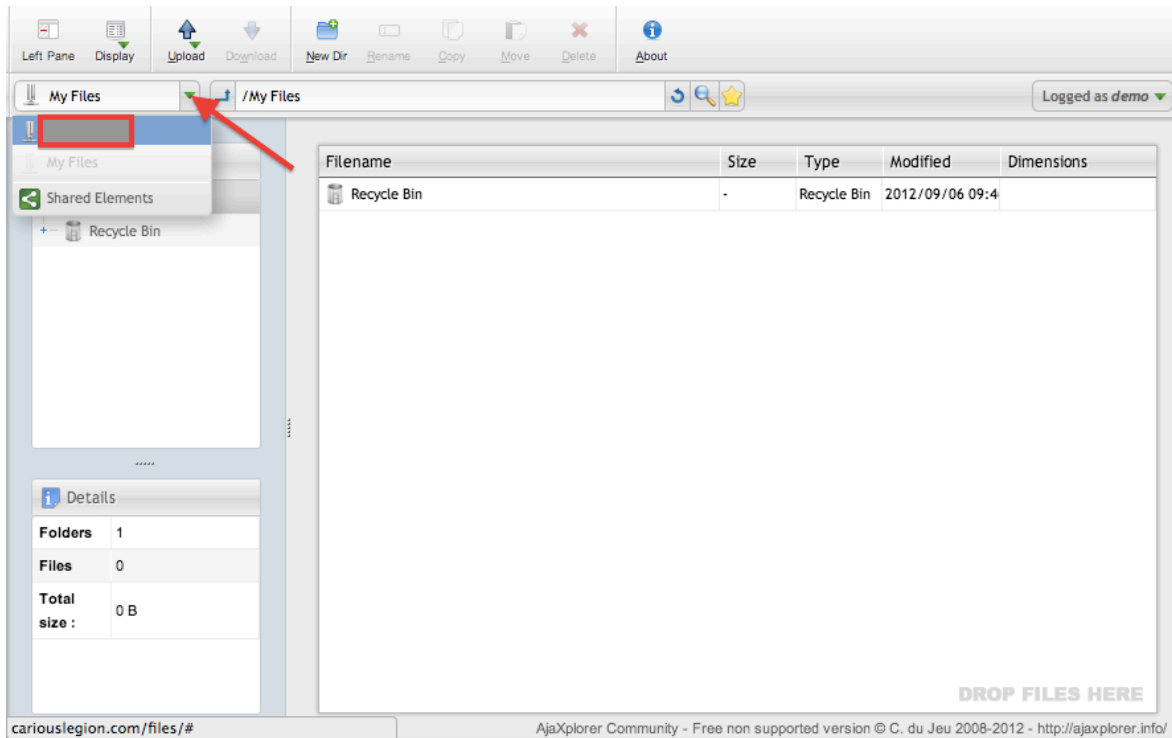 Left Pane Display Upload Download New Dir Rename Copy Move Delete About
My Files /My Files Logged as demo
My Files
Shared Elements
Recycle Bin
Filename Size Type Modified Dimensions
Recycle Bin - Recycle Bin 2012/09/06 09:4
Details
Folders 1
Files 0
Total size : 0 B
DROP FILES HERE
cariouslegion.com/files/# AjaXplorer Community - Free non supported version © C. du Jeu 2008-2012 - http://ajaxplorer.info/